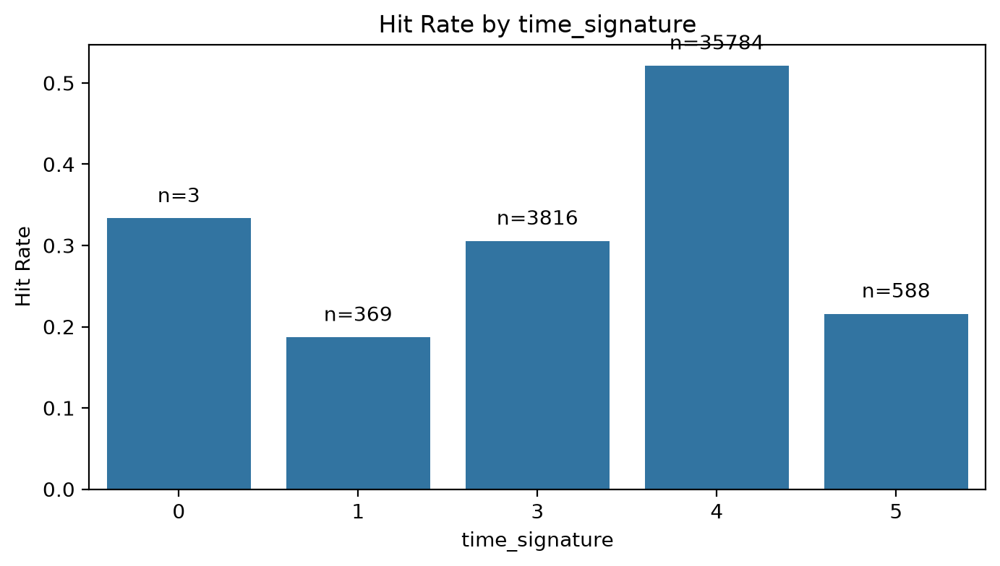 Hit Rate by time_signature
n=35784
0.5
0.4
n=3
n=3816
0.3
Hit Rate
n=588
n=369
0.2
0.1
0.0
0 1 3 4 5
time_signature